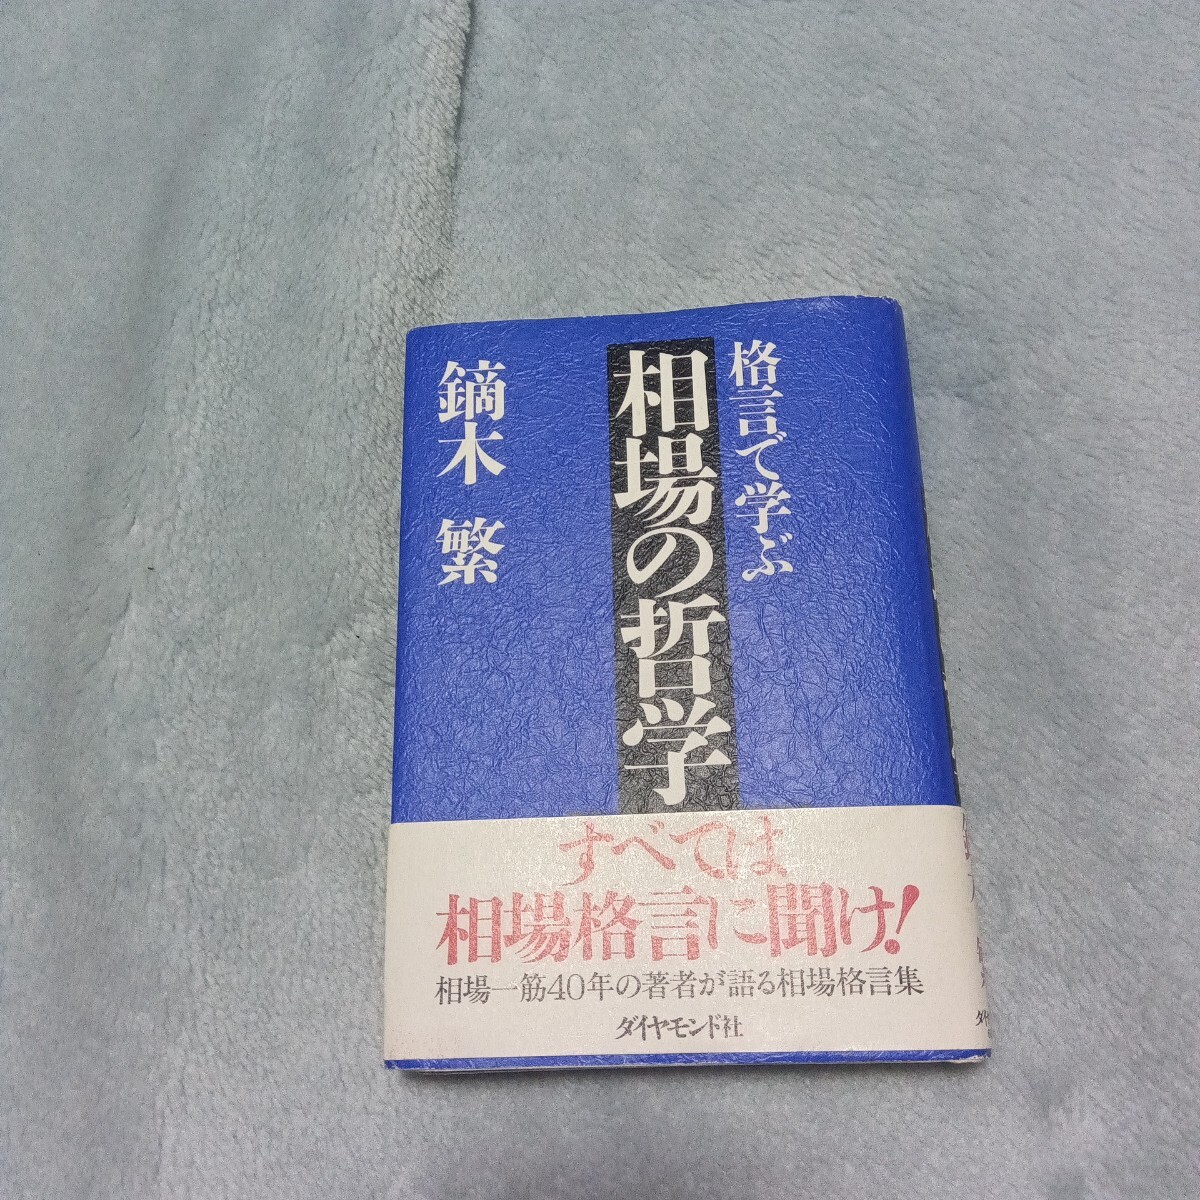 格言で学ぶ
相場の哲学
鏑木 繁
すべては
相場格言に聞け!
相場一筋40年の著者が語る相場格言集
ダイヤモンド社